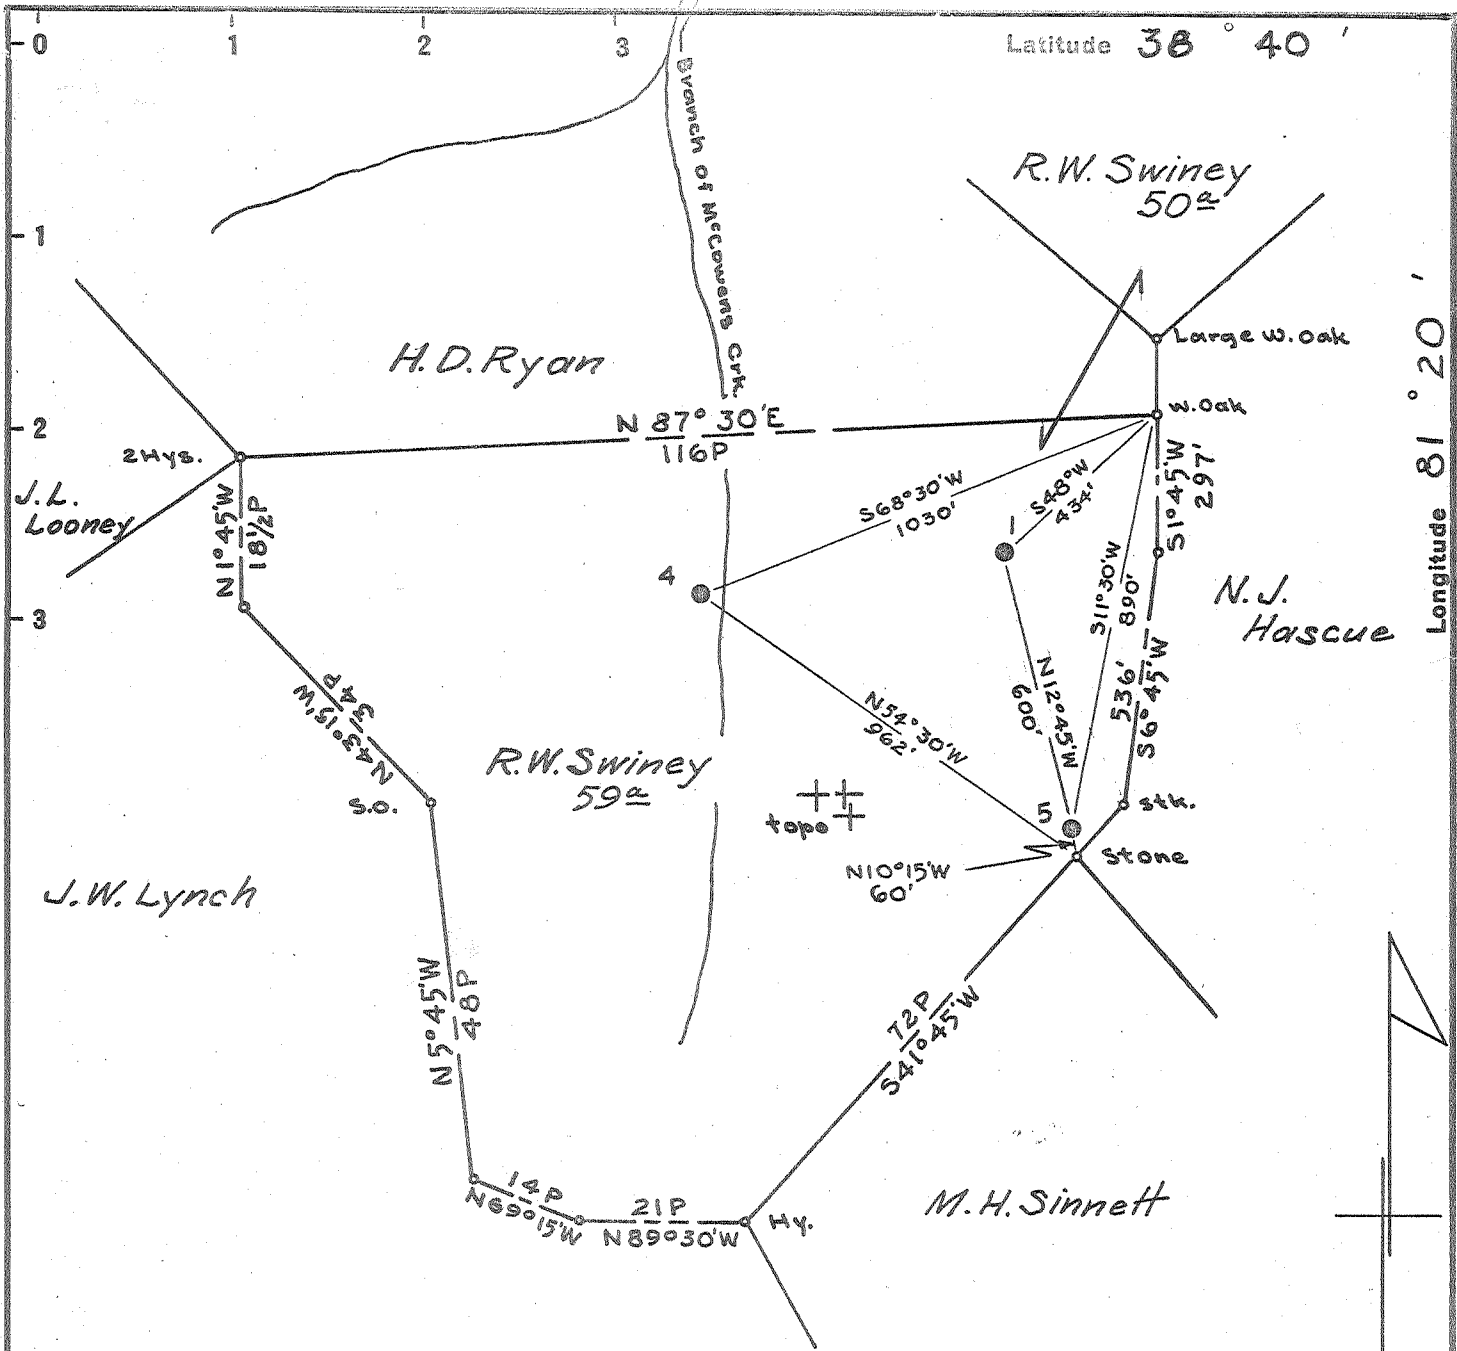 0
1
2
3
Latitude 38° 40'
Branch of McCowens Crk.
R.W. Swiney
50a
1
Large W. Oak
H.D. Ryan
W. Oak
2
N 87° 30'E
116P
2 Hys.
J.L.
Looney
N1°45'W
18½P
S68°30'W
1030'
S48°W
434'
S1°45'W
297'
Longitude 81° 20'
1
4
S11°30'W
890'
N.J.
Hascue
3
N43°15'W
34P
N12°45'W
600'
536'
S6°45'W
N54°30'W
962'
R.W. Swiney
59a
S.O.
topo
5
stk.
Stone
N10°15'W
60'
J.W. Lynch
N5°45'W
48P
72P
S41°45'W
14P
N69°15'W
21P
N89°30'W
Hy.
M.H. Sinnett